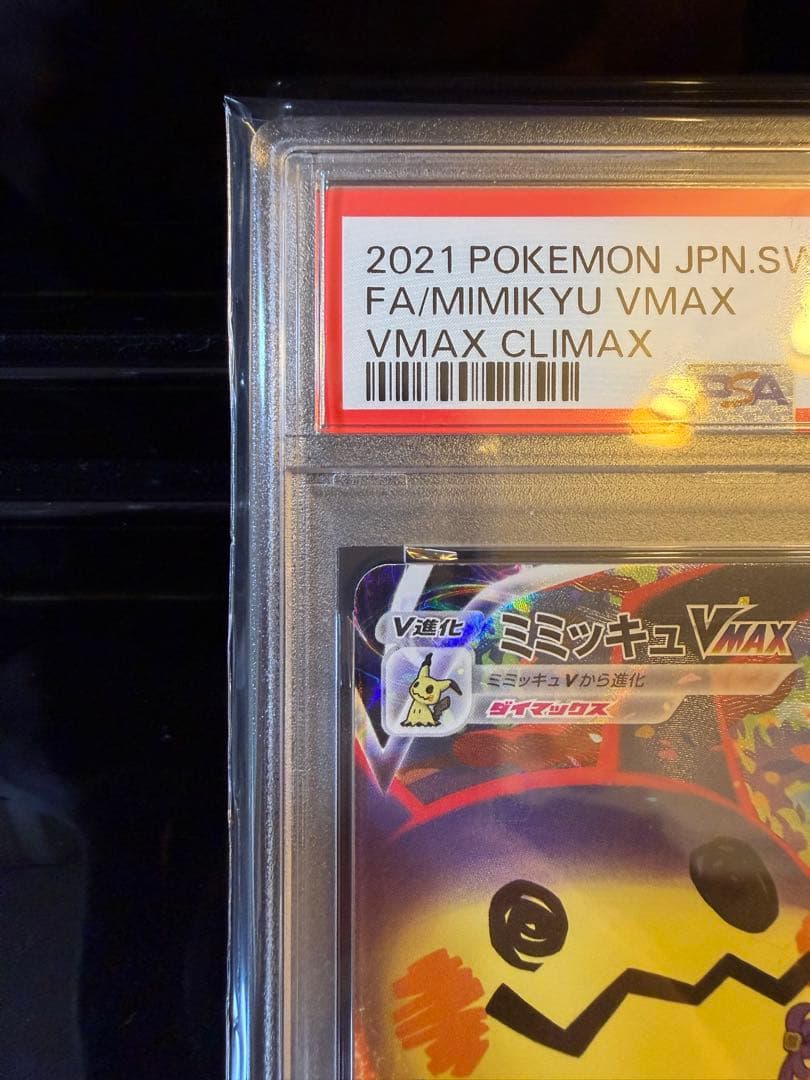 2021 POKEMON JPN.SW
FA/MIMIKYU VMAX
VMAX CLIMAX
PSA
V進化 ミミッキュVMAX
ミミッキュVから進化
ダイマックス